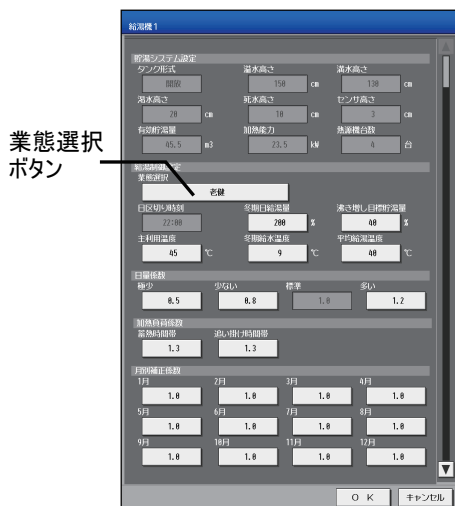 給湯機1
貯湯システム設定
タンク形式 溢水高さ 満水高さ
開放 150 cm 130 cm
渇水高さ 死水高さ センサ高さ
20 cm 10 cm 3 cm
有効貯湯量 加熱能力 熱源機台数
45.5 m3 23.5 kW 4 台
業態選択
ボタン
給湯制御設定
業態選択
老健
日区切り時刻 冬期日給湯量 沸き増し目標貯湯量
22:00 200 % 40 %
主利用温度 冬期給水温度 平均給湯温度
45 ℃ 9 ℃ 40 ℃
日量係数
極少 少ない 標準 多い
0.5 0.8 1.0 1.2
加熱負荷係数
蓄熱時間帯 追い掛け時間帯
1.3 1.3
月別補正係数
1月 2月 3月 4月
1.0 1.0 1.0 1.0
5月 6月 7月 8月
1.0 1.0 1.0 1.0
9月 10月 11月 12月
1.0 1.0 1.0 1.0
OK キャンセル